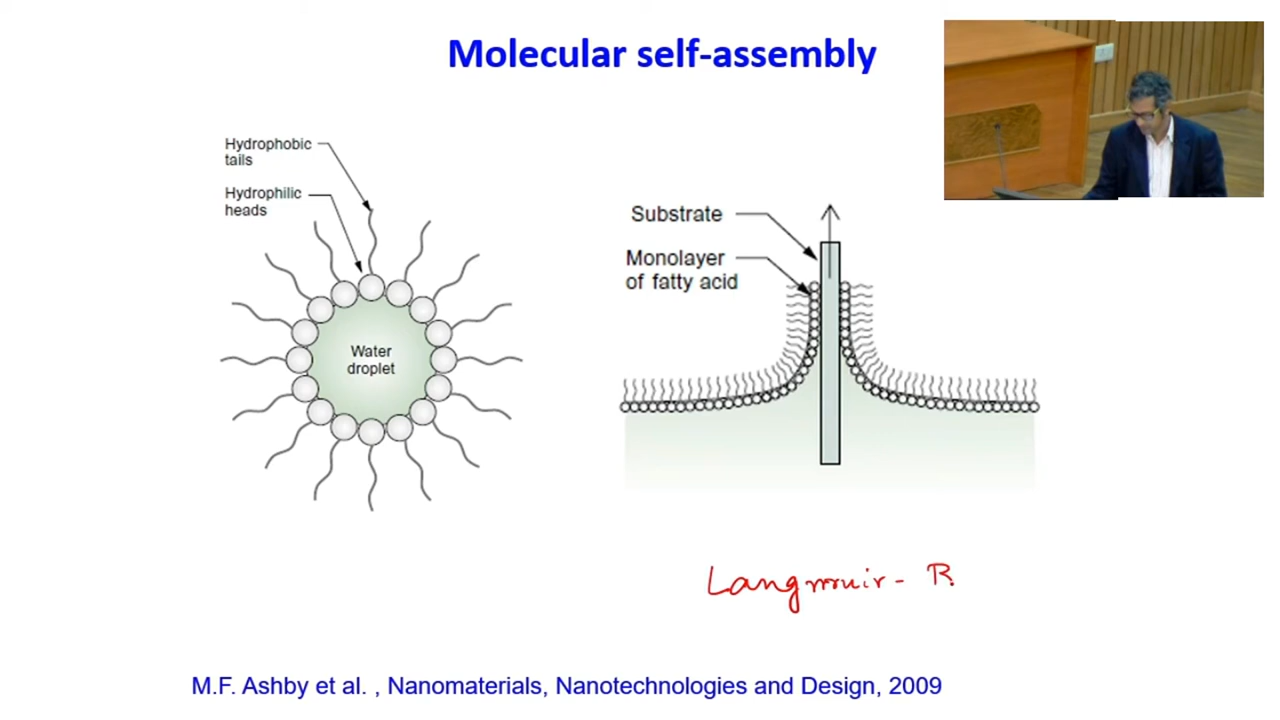 Molecular self-assembly
Hydrophobic
tails
Hydrophilic
heads
Water
droplet
Substrate
Monolayer
of fatty acid
Langmuir- B
M.F. Ashby et al. , Nanomaterials, Nanotechnologies and Design, 2009